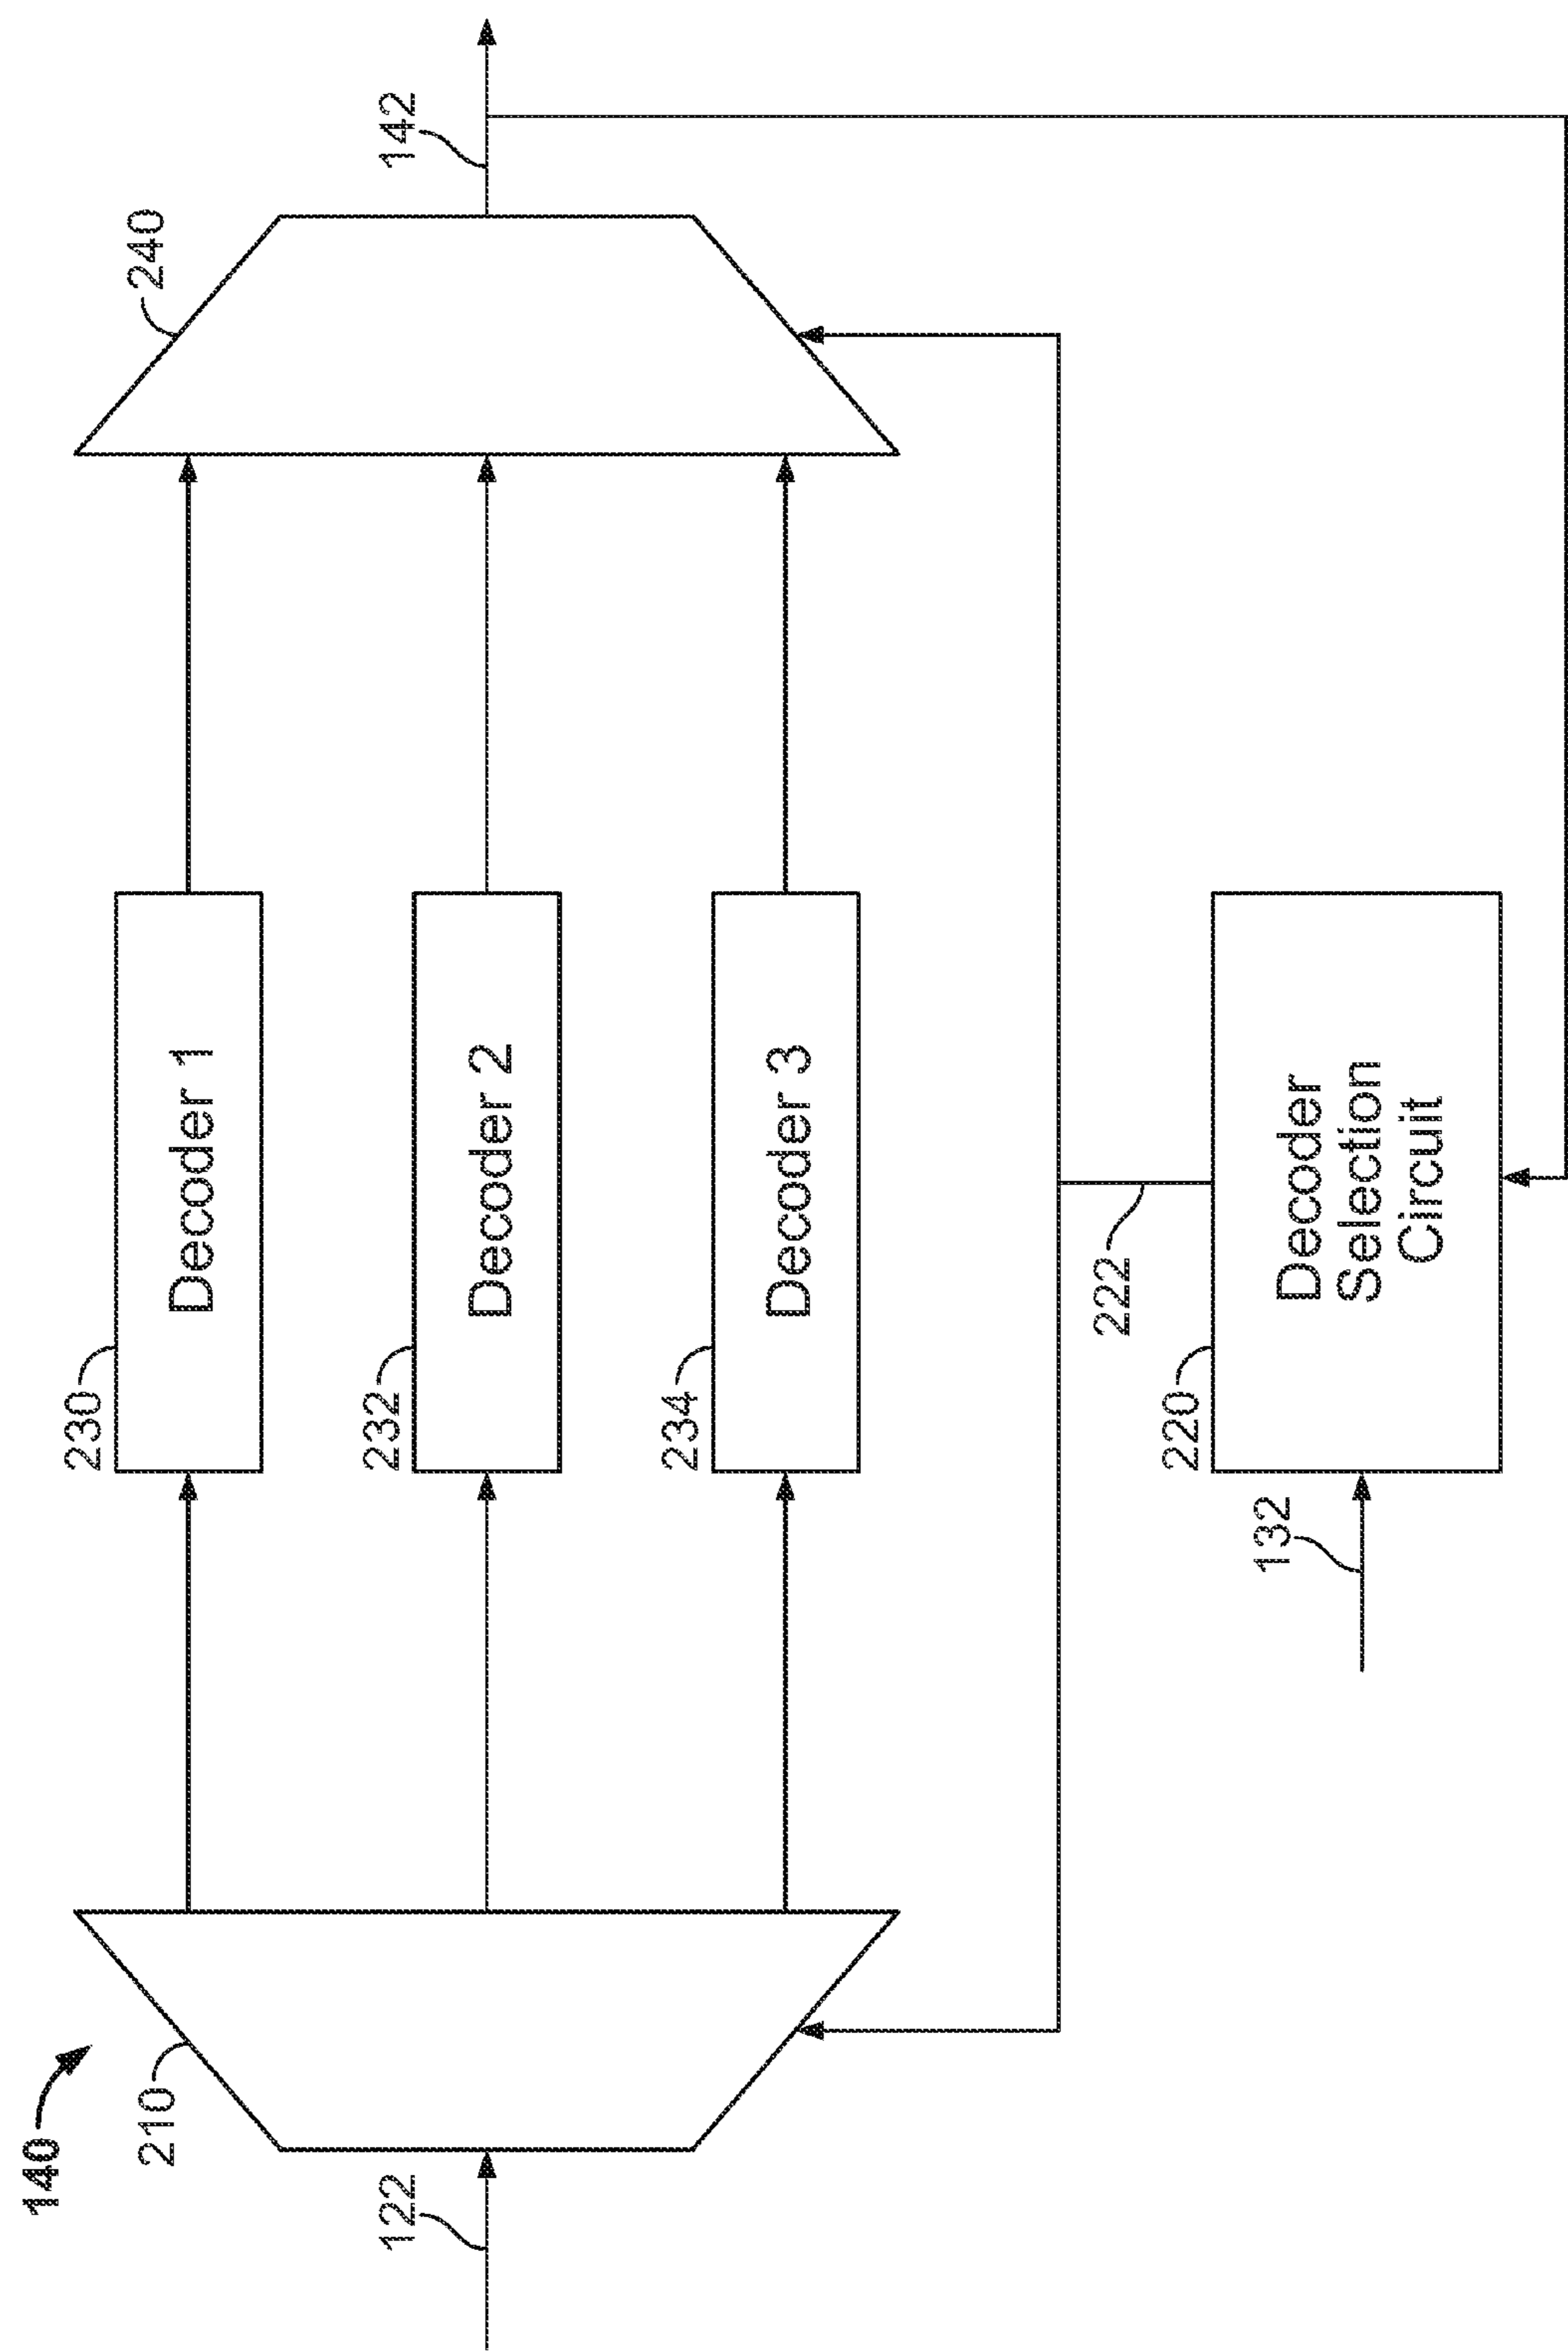 140
230
210
240
Decoder 1
122
232
142
Decoder 2
234
Decoder 3
222
220
132
Decoder
Selection
Circuit